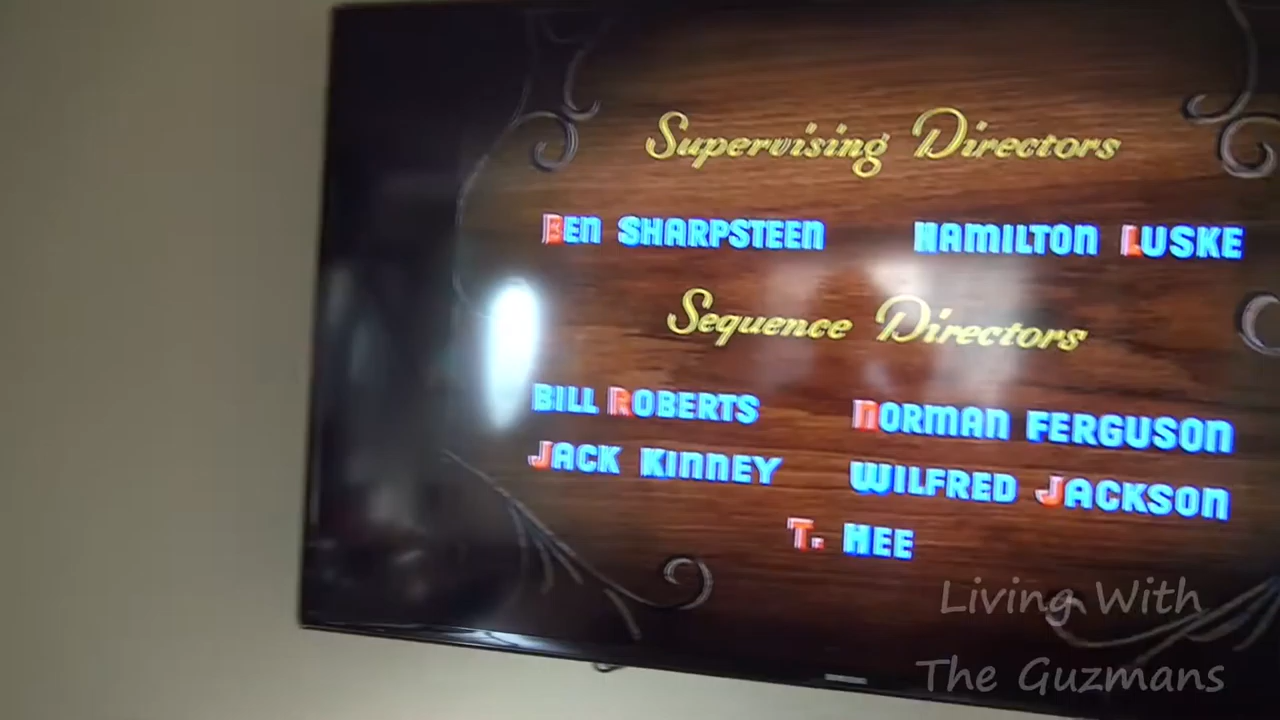 Supervising Directors
BEN SHARPSTEEN HAMILTON LUSKE
Sequence Directors
BILL ROBERTS NORMAN FERGUSON
JACK KINNEY WILFRED JACKSON
T. HEE
Living With
The Guzmans